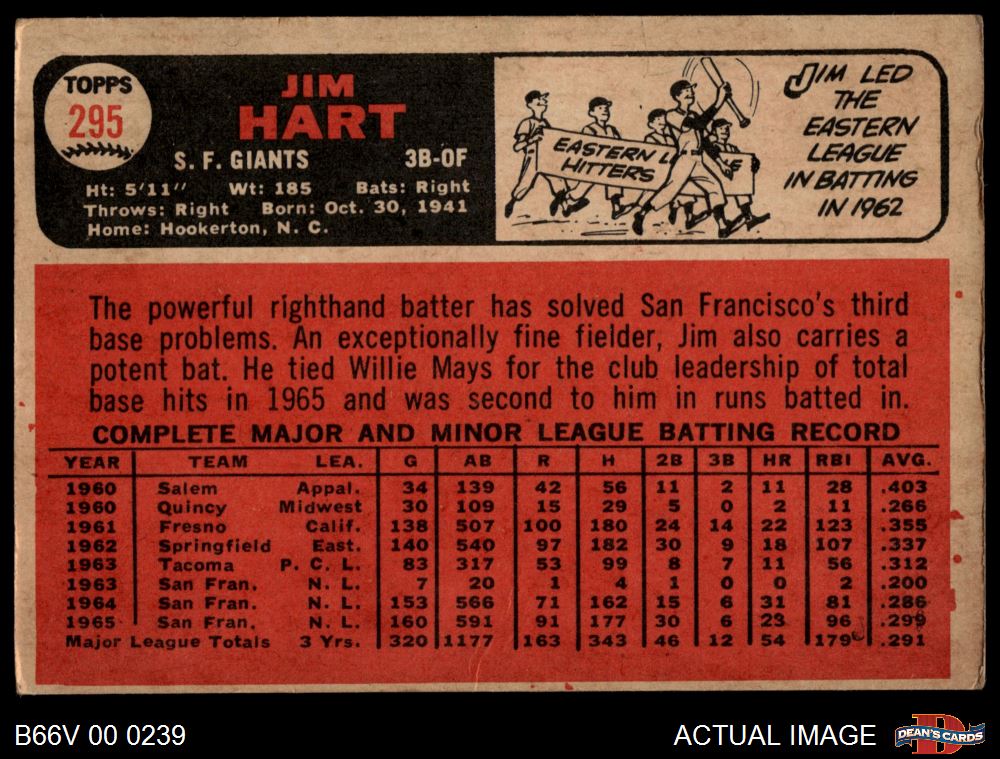 TOPPS
295
JIM
HART
S. F. GIANTS 3B-OF
Ht: 5'11" Wt: 185 Bats: Right
Throws: Right Born: Oct. 30, 1941
Home: Hookerton, N. C.
EASTERN L
HITTERS
UE
JIM LED
THE
EASTERN
LEAGUE
IN BATTING
IN 1962
The powerful righthand batter has solved San Francisco's third
base problems. An exceptionally fine fielder, Jim also carries a
potent bat. He tied Willie Mays for the club leadership of total
base hits in 1965 and was second to him in runs batted in.
COMPLETE MAJOR AND MINOR LEAGUE BATTING RECORD
YEAR TEAM LEA. G AB R H 2B 3B HR RBI AVG.
1960 Salem Appal. 34 139 42 56 11 2 11 28 .403
1960 Quincy Midwest 30 109 15 29 5 0 2 11 .266
1961 Fresno Calif. 138 507 100 180 24 14 22 123 .355
1962 Springfield East. 140 540 97 182 30 9 18 107 .337
1963 Tacoma P. C. L. 83 317 53 99 8 7 11 56 .312
1963 San Fran. N. L. 7 20 1 4 1 0 0 2 .200
1964 San Fran. N. L. 153 566 71 162 15 6 31 81 .286
1965 San Fran. N. L. 160 591 91 177 30 6 23 96 .299
Major League Totals 3 Yrs. 320 1177 163 343 46 12 54 179 .291
B66V 00 0239 ACTUAL IMAGE DEAN'S CARDS